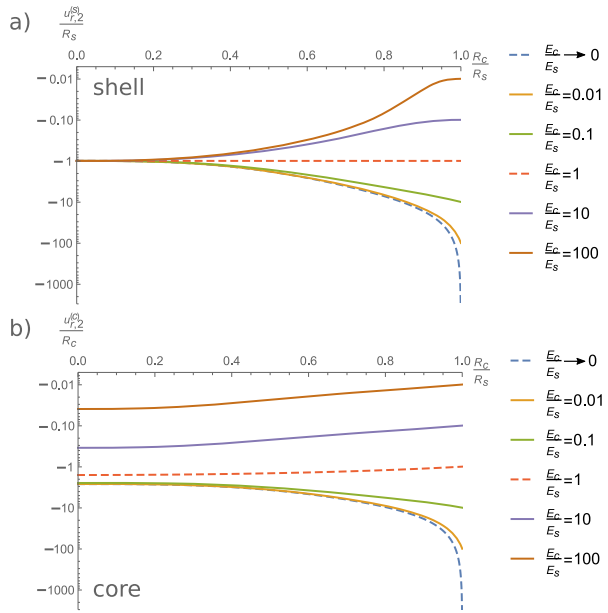 a)
u_{r,2}^{(s)}/R_s
0.0 0.2 0.4 0.6 0.8 1.0 R_c/R_s
shell
−0.01
−0.10
−1
−10
−100
−1000
E_c/E_s→0
E_c/E_s=0.01
E_c/E_s=0.1
E_c/E_s=1
E_c/E_s=10
E_c/E_s=100
b)
u_{r,2}^{(c)}/R_c
0.0 0.2 0.4 0.6 0.8 1.0 R_c/R_s
−0.01
−0.10
−1
−10
−100
−1000
core
E_c/E_s→0
E_c/E_s=0.01
E_c/E_s=0.1
E_c/E_s=1
E_c/E_s=10
E_c/E_s=100